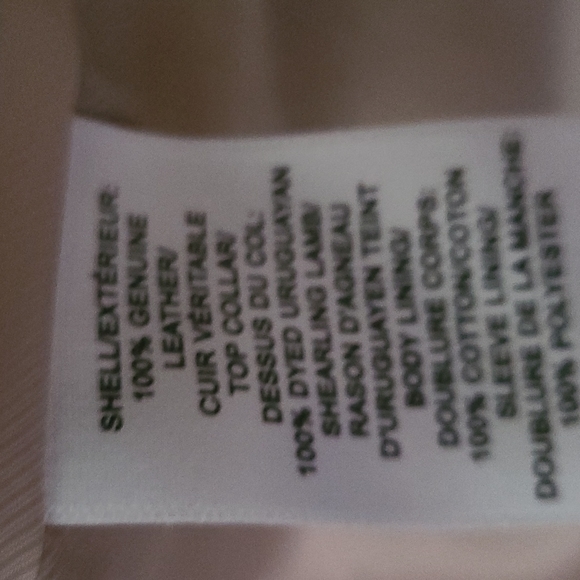 SHELL/EXTÉRIEUR:
100% GENUINE
LEATHER/
CUIR VÉRITABLE
TOP COLLAR/
DESSUS DU COL:
100% DYED URUGUAYAN
SHEARLING LAMB/
RASON D'AGNEAU
D'URUGUAYEN TEINT
BODY LINING/
DOUBLURE CORPS:
100% COTTON/COTON
SLEEVE LINING/
DOUBLURE DE LA MANCHE:
100% POLYESTER